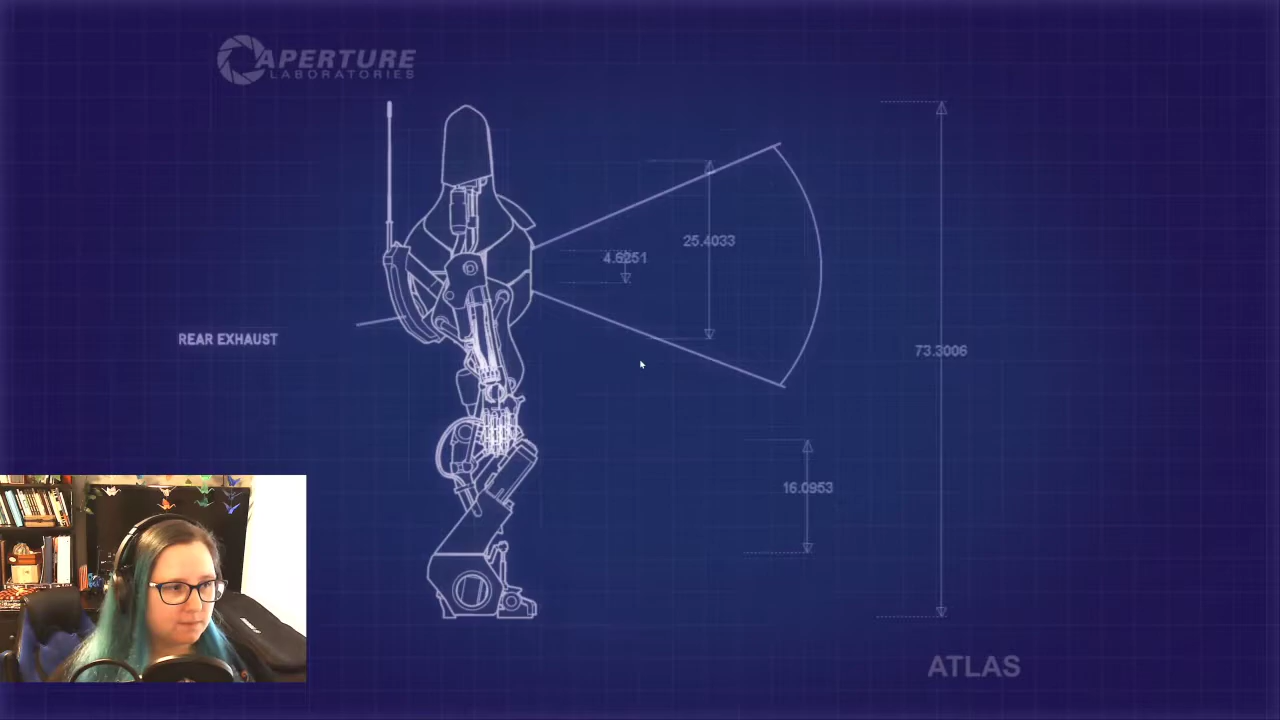 APERTURE
LABORATORIES
25.4033
4.6251
REAR EXHAUST
73.3006
16.0953
ATLAS